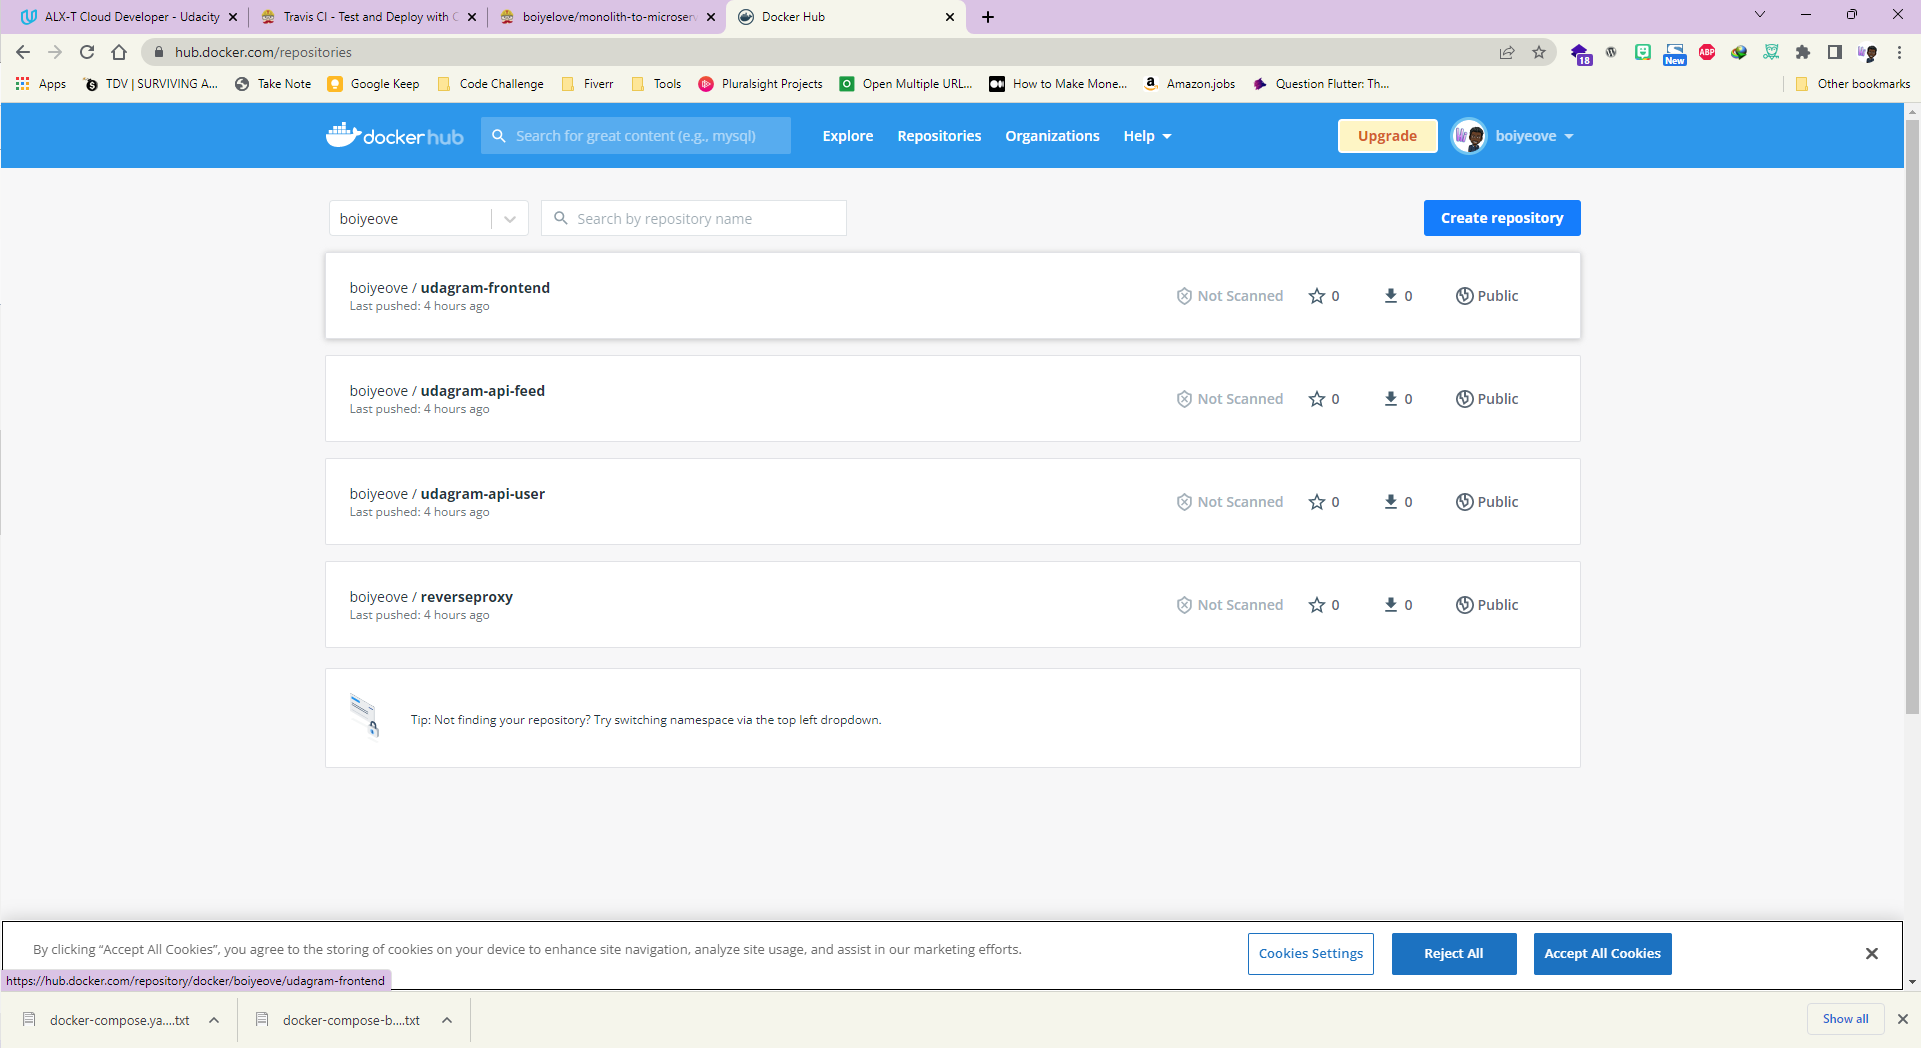 ALX-T Cloud Developer - Udacity
Travis CI - Test and Deploy with C
boiyelove/monolith-to-microser
Docker Hub
hub.docker.com/repositories
18
New
ABP
Apps
TDV | SURVIVING A...
Take Note
Google Keep
Code Challenge
Fiverr
Tools
Pluralsight Projects
Open Multiple URL...
How to Make Mone...
Amazon.jobs
Question Flutter: Th...
Other bookmarks
docker hub
Search for great content (e.g., mysql)
Explore
Repositories
Organizations
Help
Upgrade
boiyeove
boiyeove
Search by repository name
Create repository
boiyeove / udagram-frontend
Last pushed: 4 hours ago
Not Scanned
0
0
Public
boiyeove / udagram-api-feed
Last pushed: 4 hours ago
Not Scanned
0
0
Public
boiyeove / udagram-api-user
Last pushed: 4 hours ago
Not Scanned
0
0
Public
boiyeove / reverseproxy
Last pushed: 4 hours ago
Not Scanned
0
0
Public
Tip: Not finding your repository? Try switching namespace via the top left dropdown.
By clicking “Accept All Cookies”, you agree to the storing of cookies on your device to enhance site navigation, analyze site usage, and assist in our marketing efforts.
Cookies Settings
Reject All
Accept All Cookies
https://hub.docker.com/repository/docker/boiyeove/udagram-frontend
docker-compose.ya....txt
docker-compose-b....txt
Show all